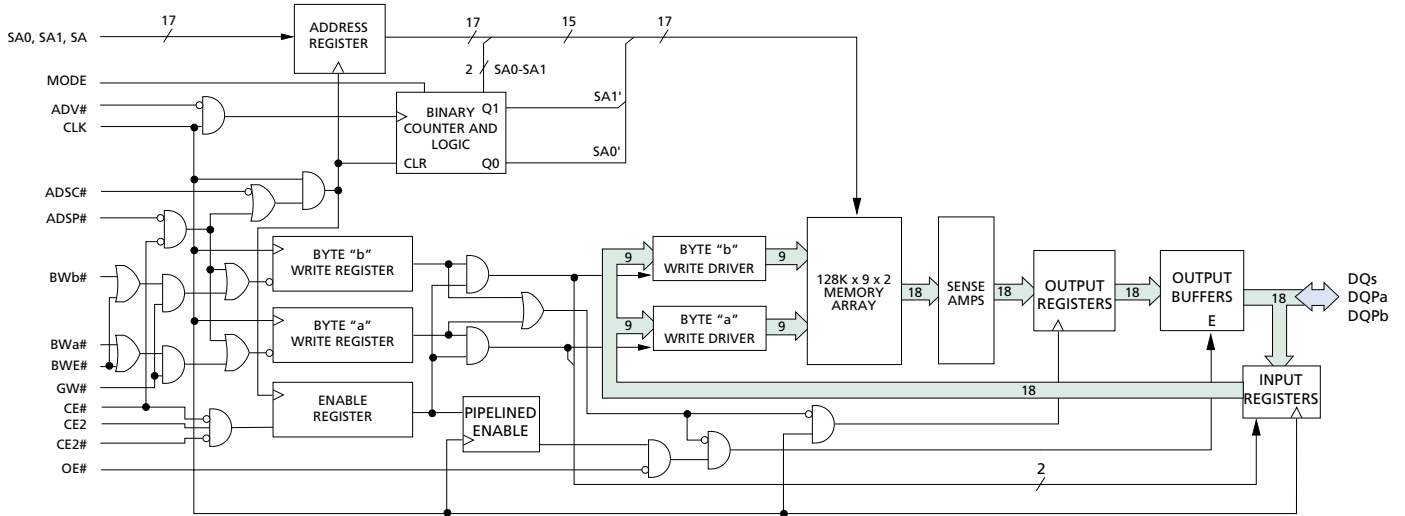 17
17
15
17
SA0, SA1, SA
ADDRESS
REGISTER
2
SA0-SA1
MODE
ADV#
CLK
BINARY
COUNTER AND
LOGIC
Q1
SA1'
CLR
Q0
SA0'
ADSC#
ADSP#
BYTE “b”
WRITE REGISTER
9
BYTE “b”
WRITE DRIVER
9
BWb#
128K x 9 x 2
MEMORY
ARRAY
18
SENSE
AMPS
18
OUTPUT
REGISTERS
18
OUTPUT
BUFFERS
E
18
DQs
DQPa
DQPb
BYTE “a”
WRITE REGISTER
9
BYTE “a”
WRITE DRIVER
9
BWa#
BWE#
GW#
CE#
CE2
CE2#
OE#
ENABLE
REGISTER
PIPELINED
ENABLE
18
INPUT
REGISTERS
2